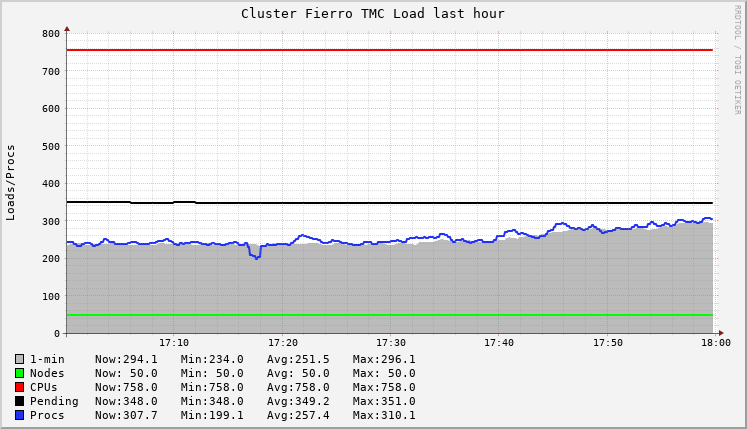 Cluster Fierro TMC Load last hour
RRDTOOL / TOBI OETIKER
Loads/Procs
800
700
600
500
400
300
200
100
0
17:10 17:20 17:30 17:40 17:50 18:00
1-min Now:294.1 Min:234.0 Avg:251.5 Max:296.1
Nodes Now: 50.0 Min: 50.0 Avg: 50.0 Max: 50.0
CPUs Now:758.0 Min:758.0 Avg:758.0 Max:758.0
Pending Now:348.0 Min:348.0 Avg:349.2 Max:351.0
Procs Now:307.7 Min:199.1 Avg:257.4 Max:310.1